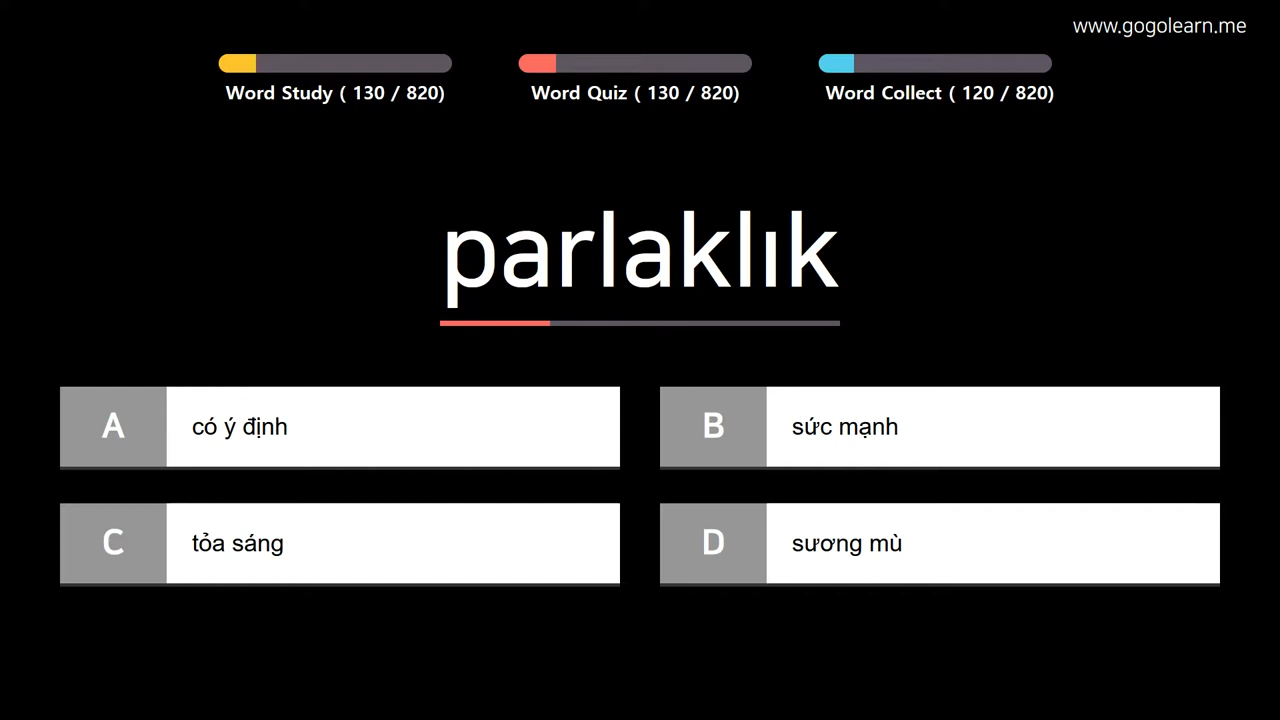 www.gogolearn.me
Word Study ( 130 / 820)
Word Quiz ( 130 / 820)
Word Collect ( 120 / 820)
parlaklık
A có ý định
B sức mạnh
C tỏa sáng
D sương mù